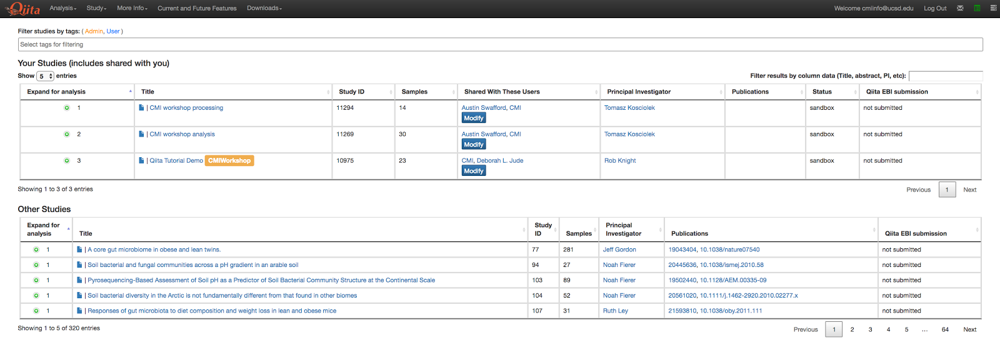 Qiita Analysis Study More Info Current and Future Features Downloads Welcome cmiinfo@ucsd.edu Log Out
Filter studies by tags: ( Admin, User )
Select tags for filtering
Your Studies (includes shared with you)
Show 5 entries Filter results by column data (Title, abstract, PI, etc):
Expand for analysis Title Study ID Samples Shared With These Users Principal Investigator Publications Status Qiita EBI submission
1 | CMI workshop processing 11294 14 Austin Swafford, CMI Tomasz Kosciolek sandbox not submitted
Modify
2 | CMI workshop analysis 11269 30 Austin Swafford, CMI Tomasz Kosciolek sandbox not submitted
Modify
3 | Qiita Tutorial Demo CMIWorkshop 10975 23 CMI, Deborah L. Jude Rob Knight sandbox not submitted
Modify
Showing 1 to 3 of 3 entries Previous 1 Next
Other Studies
Expand for analysis Title Study ID Samples Principal Investigator Publications Qiita EBI submission
1 | A core gut microbiome in obese and lean twins. 77 281 Jeff Gordon 19043404, 10.1038/nature07540 not submitted
1 | Soil bacterial and fungal communities across a pH gradient in an arable soil 94 27 Noah Fierer 20445636, 10.1038/ismej.2010.58 not submitted
1 | Pyrosequencing-Based Assessment of Soil pH as a Predictor of Soil Bacterial Community Structure at the Continental Scale 103 89 Noah Fierer 19502440, 10.1128/AEM.00335-09 not submitted
1 | Soil bacterial diversity in the Arctic is not fundamentally different from that found in other biomes 104 52 Noah Fierer 20561020, 10.1111/j.1462-2920.2010.02277.x not submitted
1 | Responses of gut microbiota to diet composition and weight loss in lean and obese mice 107 31 Ruth Ley 21593810, 10.1038/oby.2011.111 not submitted
Showing 1 to 5 of 320 entries Previous 1 2 3 4 5 ... 64 Next